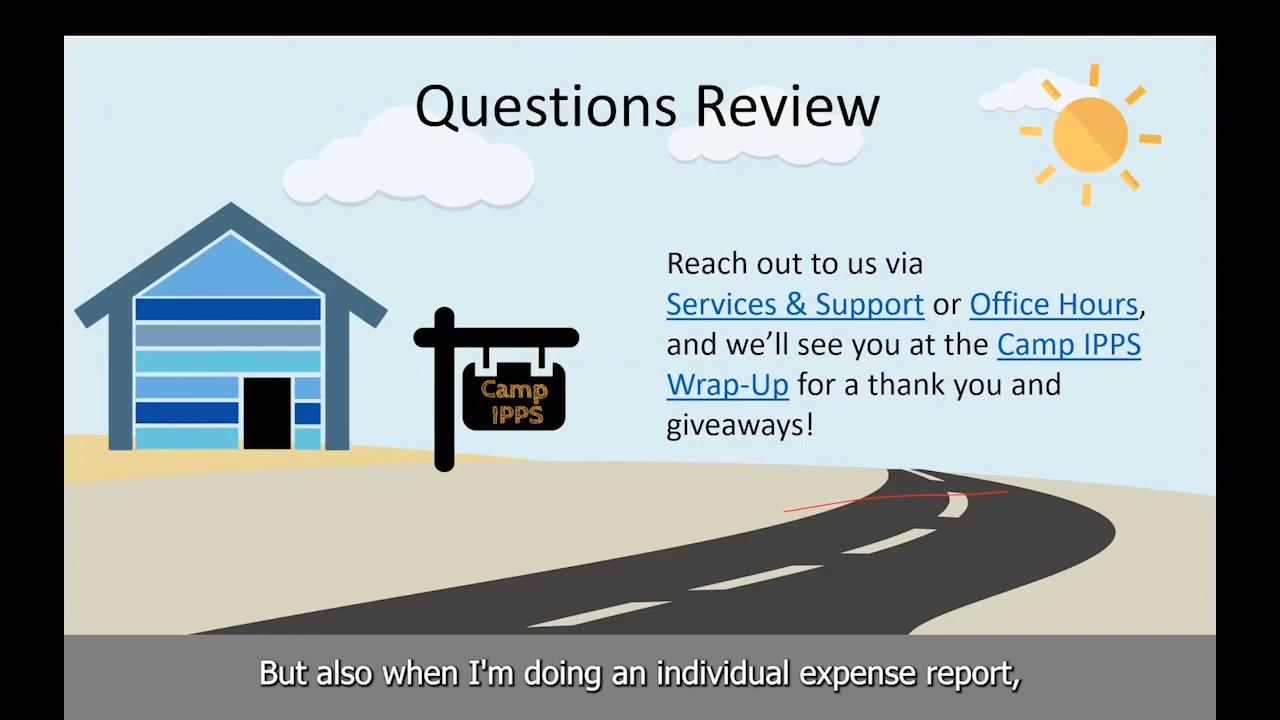 Questions Review
Reach out to us via
Services & Support or Office Hours,
and we’ll see you at the Camp IPPS
Wrap-Up for a thank you and
giveaways!
Camp
IPPS
But also when I'm doing an individual expense report,